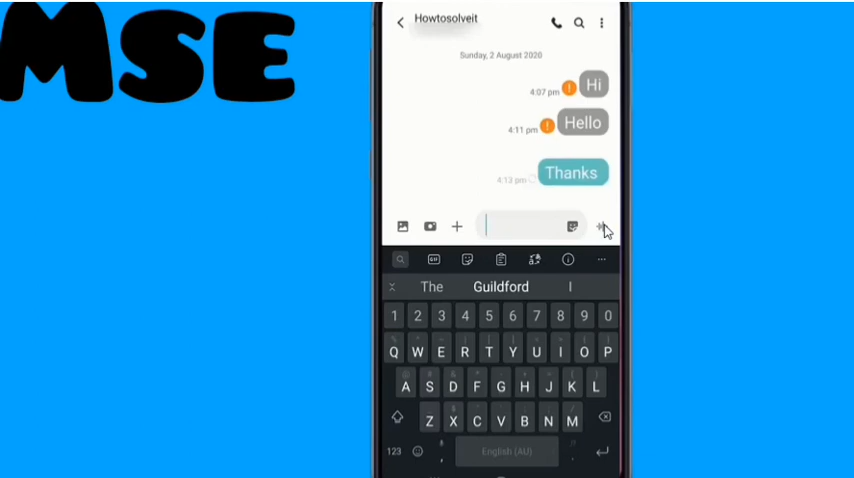 MSE
Howtosolveit
Sunday, 2 August 2020
4:07 pm ! Hi
4:11 pm ! Hello
4:13 pm Thanks
GIF
The Guildford I
1 2 3 4 5 6 7 8 9 0
Q W E R T Y U I O P
A S D F G H J K L
Z X C V B N M
123 , English (AU) .